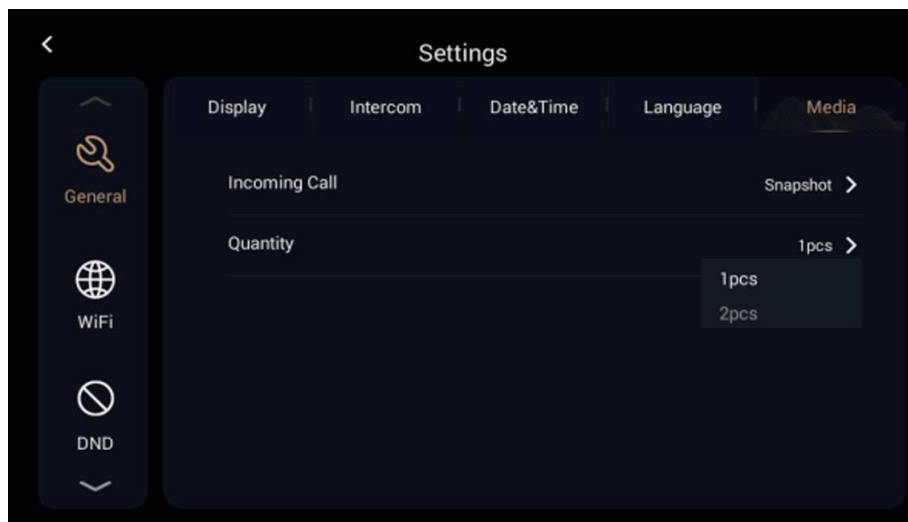 Settings
Display Intercom Date&Time Language Media
General
WiFi
DND
Incoming Call Snapshot
Quantity 1pcs
1pcs
2pcs